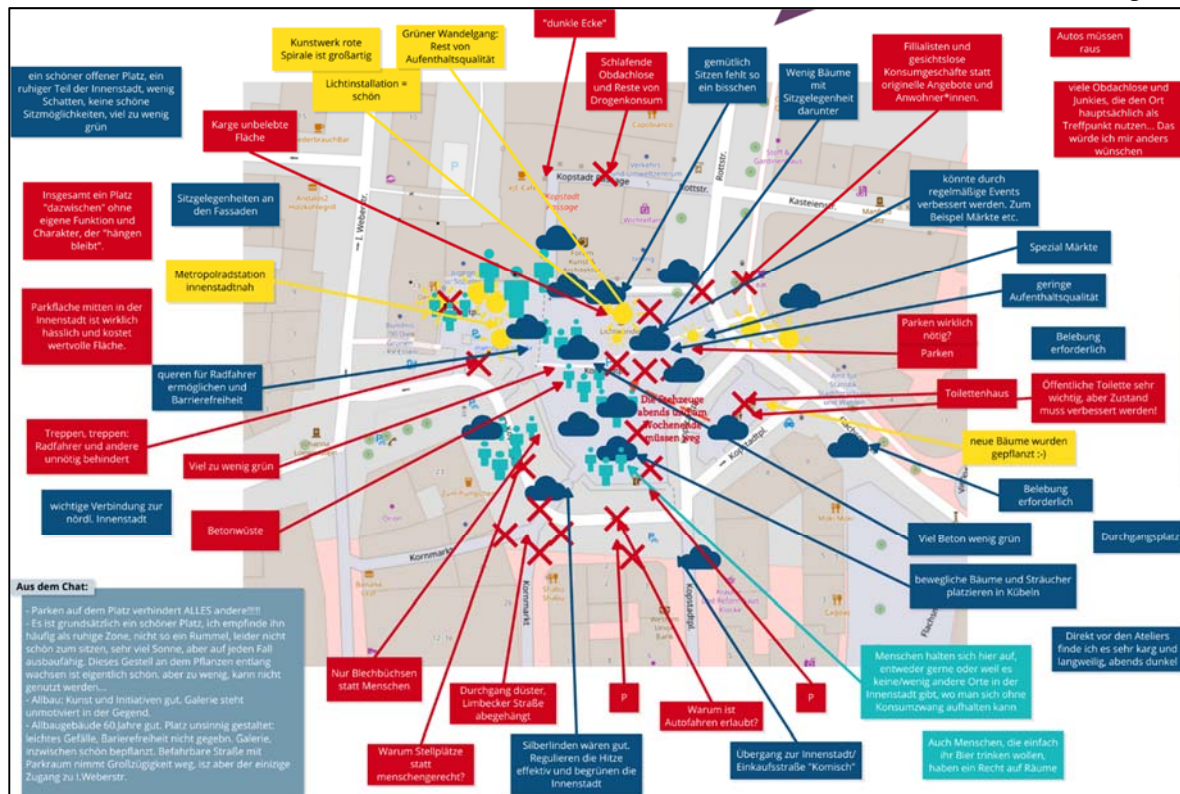 "dunkle Ecke"
Kunstwerk rote
Spirale ist großartig
Grüner Wandelgang:
Rest von
Aufenthaltsqualität
Lichtinstallation =
schön
Schlafende
Obdachlose
und Reste von
Drogenkonsum
gemütlich
Sitzen fehlt so
ein bisschen
Wenig Bäume
mit
Sitzgelegenheit
darunter
Fillialisten und
gesichtslose
Konsumgeschäfte statt
originelle Angebote und
Anwohner*innen.
Autos müssen
raus
ein schöner offener Platz, ein
ruhiger Teil der Innenstadt, wenig
Schatten, keine schöne
Sitzmöglichkeiten, viel zu wenig
grün
viele Obdachlose und
Junkies, die den Ort
hauptsächlich als
Treffpunkt nutzen... Das
würde ich mir anders
wünschen
Karge unbelebte
Fläche
Insgesamt ein Platz
"dazwischen" ohne
eigene Funktion und
Charakter, der "hängen
bleibt".
Sitzgelegenheiten an
den Fassaden
könnte durch
regelmäßige Events
verbessert werden. Zum
Beispiel Märkte etc.
Spezial Märkte
Metropolradstation
innenstadtnah
geringe
Aufenthaltsqualität
Parkfläche mitten in der
Innenstadt ist wirklich
hässlich und kostet
wertvolle Fläche.
Parken wirklich
nötig?
Parken
Belebung
erforderlich
queren für Radfahrer
ermöglichen und
Barrierefreiheit
Toilettenhaus
Öffentliche Toilette sehr
wichtig, aber Zustand
muss verbessert werden!
Treppen, treppen:
Radfahrer und andere
unnötig behindert
Viel zu wenig grün
neue Bäume wurden
gepflanzt :-)
wichtige Verbindung zur
nördl. Innenstadt
Betonwüste
Belebung
erforderlich
Viel Beton wenig grün
Durchgangsplatz
bewegliche Bäume und Sträucher
platzieren in Kübeln
Aus dem Chat:
- Parken auf dem Platz verhindert ALLES andere!!!!!
- Es ist grundsätzlich ein schöner Platz, ich empfinde ihn
häufig als ruhige Zone, nicht so ein Rummel, leider nicht
schön zum sitzen, sehr viel Sonne, aber auf jeden Fall
ausbaufähig. Dieses Gestell an dem Pflanzen entlang
wachsen ist eigentlich schön. aber zu wenig, kann nicht
genutzt werden...
- Allbau: Kunst und Initiativen gut. Galerie steht
unmotiviert in der Gegend.
- Allbaugebäude 60.Jahre gut. Platz unsinnig gestaltet:
leichtes Gefälle, Barierefreiheit nicht gegebn. Galerie,
inzwischen schön bepflanzt. Befahrbare Straße mit
Parkraum nimmt Großzügigkeit weg, isz aber der einizige
Zugang zu I.Weberstr.
Nur Blechbüchsen
statt Menschen
Durchgang düster,
Limbecker Straße
abegehängt
P
Warum ist
Autofahren erlaubt?
P
Menschen halten sich hier auf,
entweder gerne oder weil es
keine/wenig andere Orte in der
Innenstadt gibt, wo man sich ohne
Konsumzwang aufhalten kann
Direkt vor den Ateliers
finde ich es sehr karg und
langweilig, abends dunkel
Warum Stellplätze
statt
menschengerecht?
Silberlinden wären gut.
Regulieren die Hitze
effektiv und begrünen die
Innenstadt
Übergang zur Innenstadt/
Einkaufsstraße "Komisch"
Auch Menschen, die einfach
ihr Bier trinken wollen,
haben ein Recht auf Räume
Kopstadt
Passage
Rottstr.
Rottstr.
Kasteienstr.
I. Weberstr.
Kopstadtpl.
Kopstadtpl.
Kornmarkt
Kornmarkt